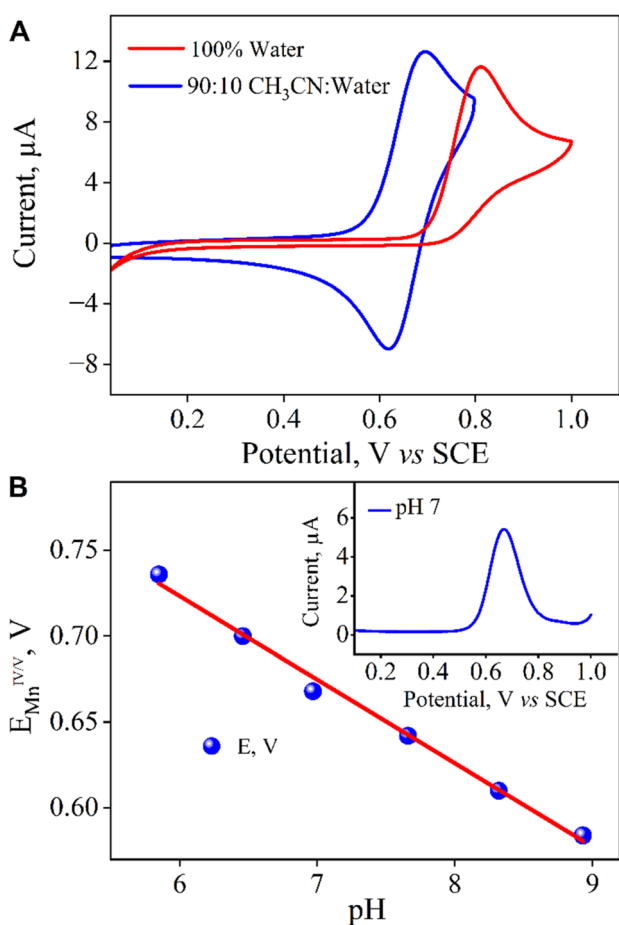 A
100% Water
90:10 CH₃CN:Water
12
8
4
0
−4
−8
Current, µA
0.2 0.4 0.6 0.8 1.0
Potential, V vs SCE
B
0.75
0.70
0.65
0.60
E_Mn^IV/V, V
E, V
6 7 8 9
pH
pH 7
6
4
2
0
Current, µA
0.2 0.4 0.6 0.8 1.0
Potential, V vs SCE